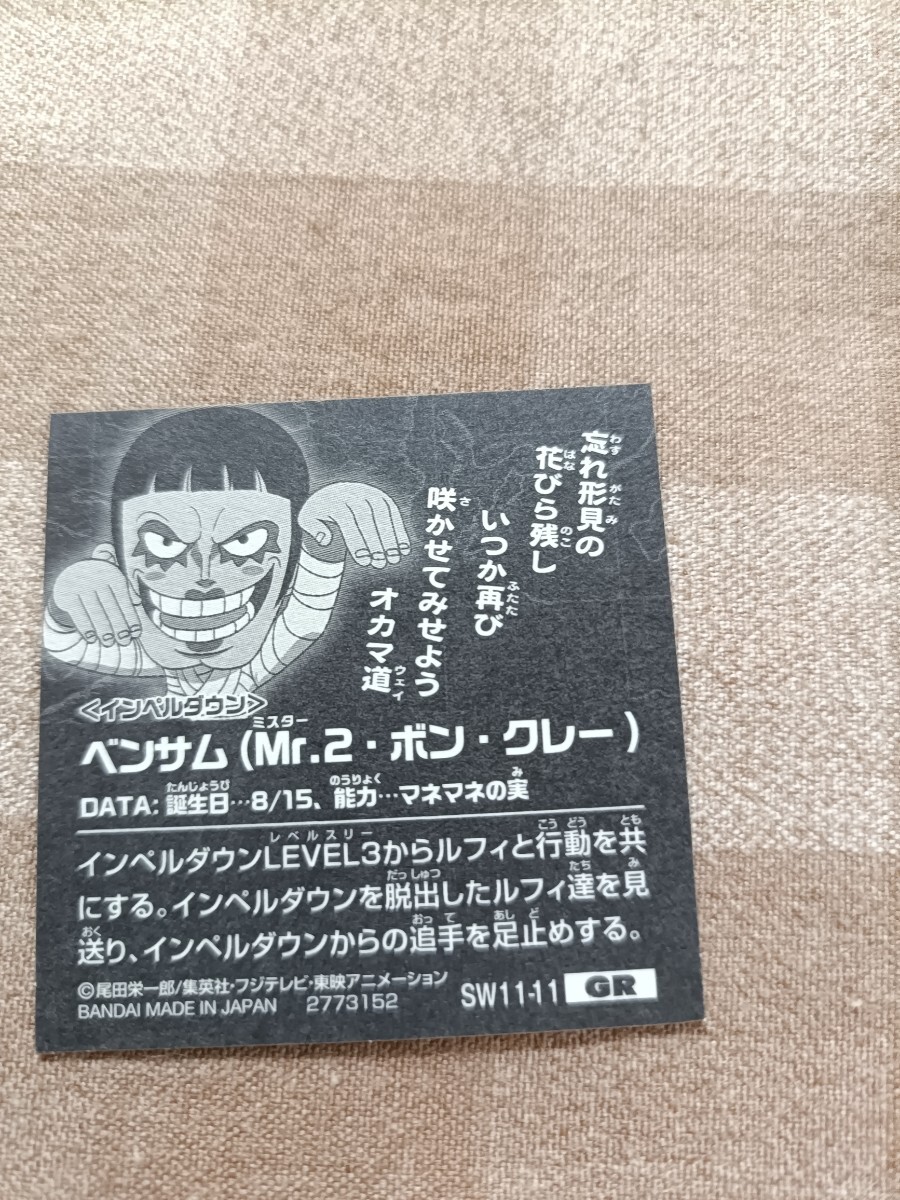 忘れ形見の
花びら残し
いつか再び
咲かせてみせよう
オカマ道
<インペルダウン>
ベンサム(Mr.2・ボン・クレー)
DATA:誕生日…8/15、能力…マネマネの実
インペルダウンLEVEL3からルフィと行動を共
にする。インペルダウンを脱出したルフィ達を見
送り、インペルダウンからの追手を足止めする。
©尾田栄一郎/集英社・フジテレビ・東映アニメーション
BANDAI MADE IN JAPAN 2773152 SW11-11 GR